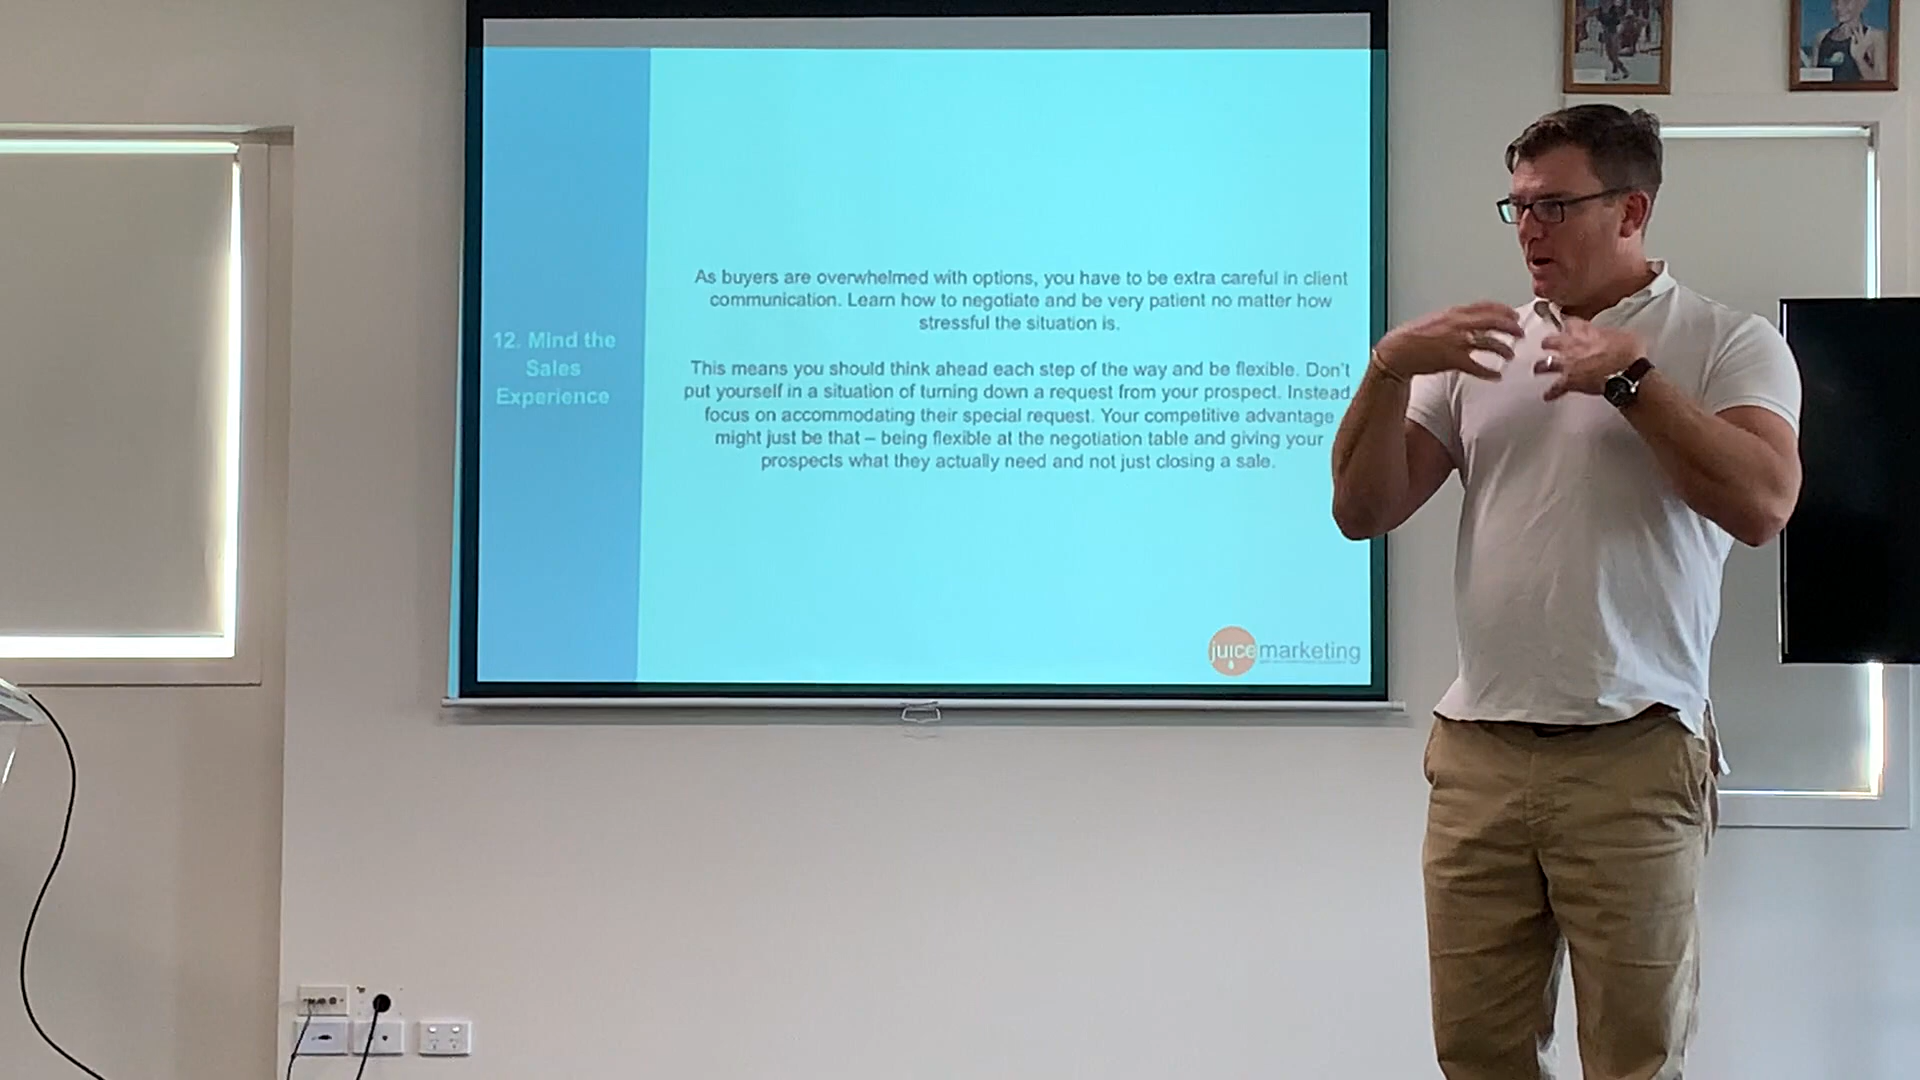 12. Mind the
Sales
Experience
As buyers are overwhelmed with options, you have to be extra careful in client
communication. Learn how to negotiate and be very patient no matter how
stressful the situation is.
This means you should think ahead each step of the way and be flexible. Don't
put yourself in a situation of turning down a request from your prospect. Instead
focus on accommodating their special request. Your competitive advantage
might just be that – being flexible at the negotiation table and giving your
prospects what they actually need and not just closing a sale.
juice marketing